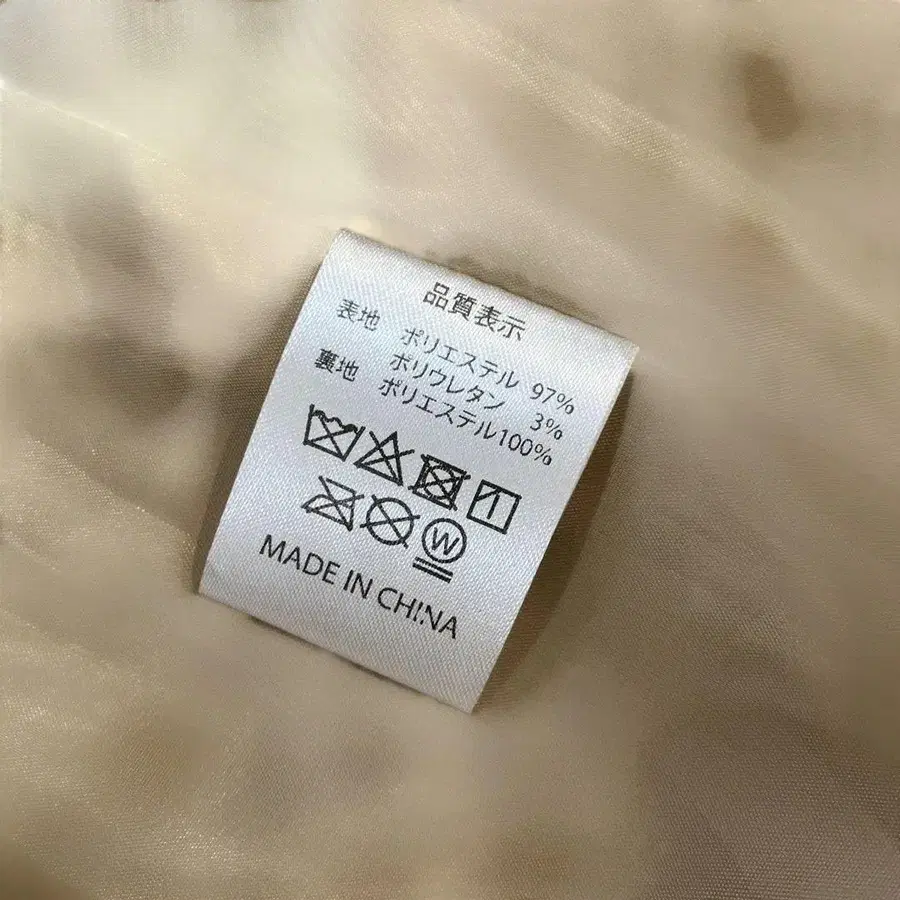 品質表示
表地 ポリエステル 97%
ポリウレタン 3%
裏地 ポリエステル100%
W
MADE IN CHINA